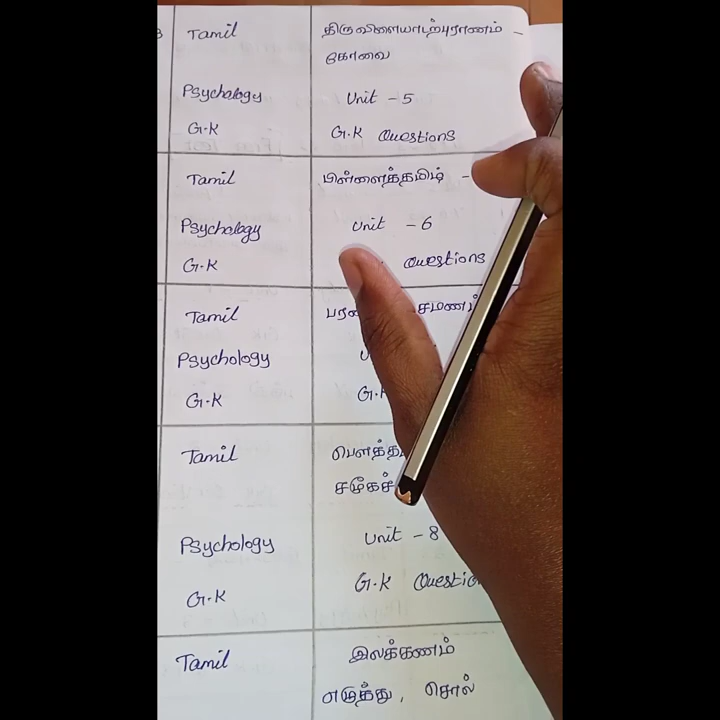 Tamil திருவிளையாடற்புராணம் -
கோவை
Psychology Unit - 5
G.K G.K Questions
Tamil பிள்ளைத்தமிழ் -
Psychology Unit - 6
G.K Questions
Tamil
Psychology
G.K
Tamil
Psychology Unit - 8
G.K G.K
Tamil இலக்கணம்
எழுத்து, சொல்